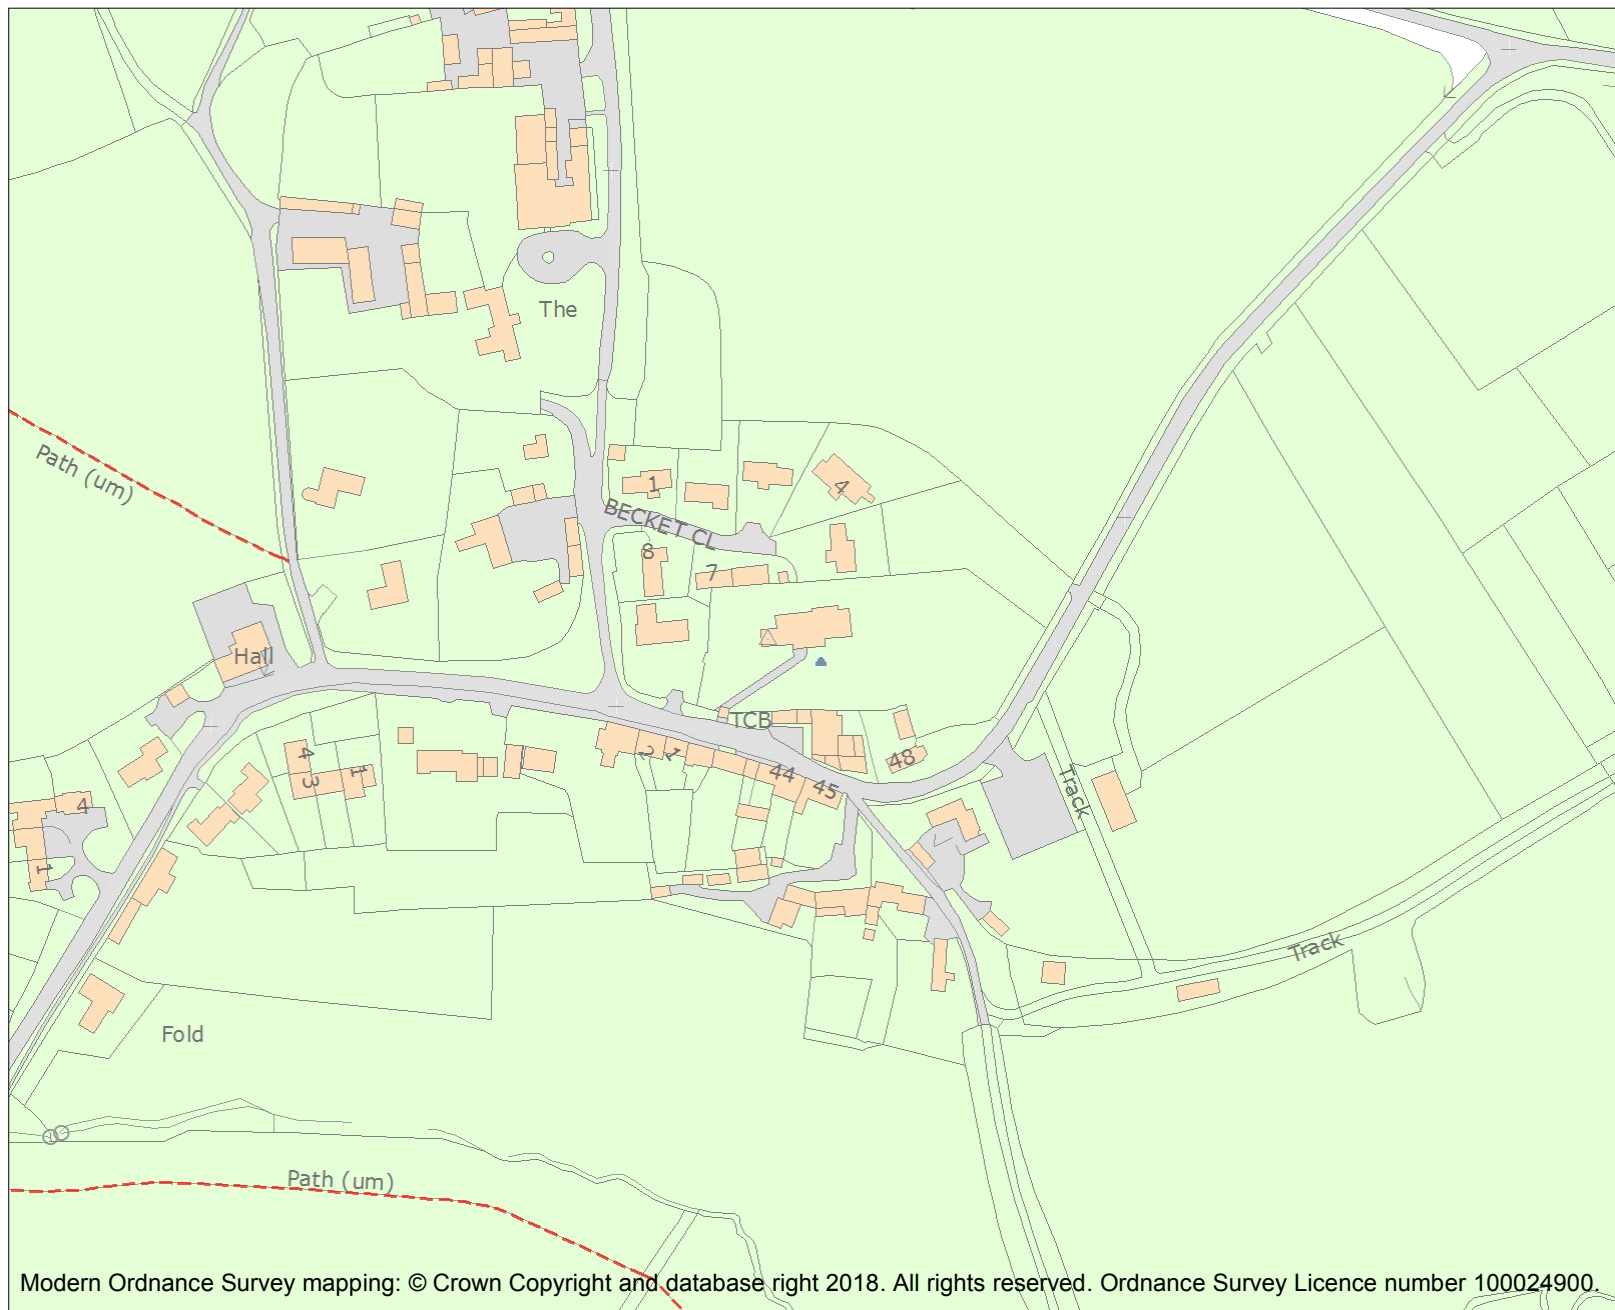 The
Path (um)
1
4
BECKET CL
8
7
Hall
TCB
4
3
1
2
1
44
45
48
Track
4
1
Track
Fold
Path (um)
Modern Ordnance Survey mapping: © Crown Copyright and database right 2018. All rights reserved. Ordnance Survey Licence number 100024900.